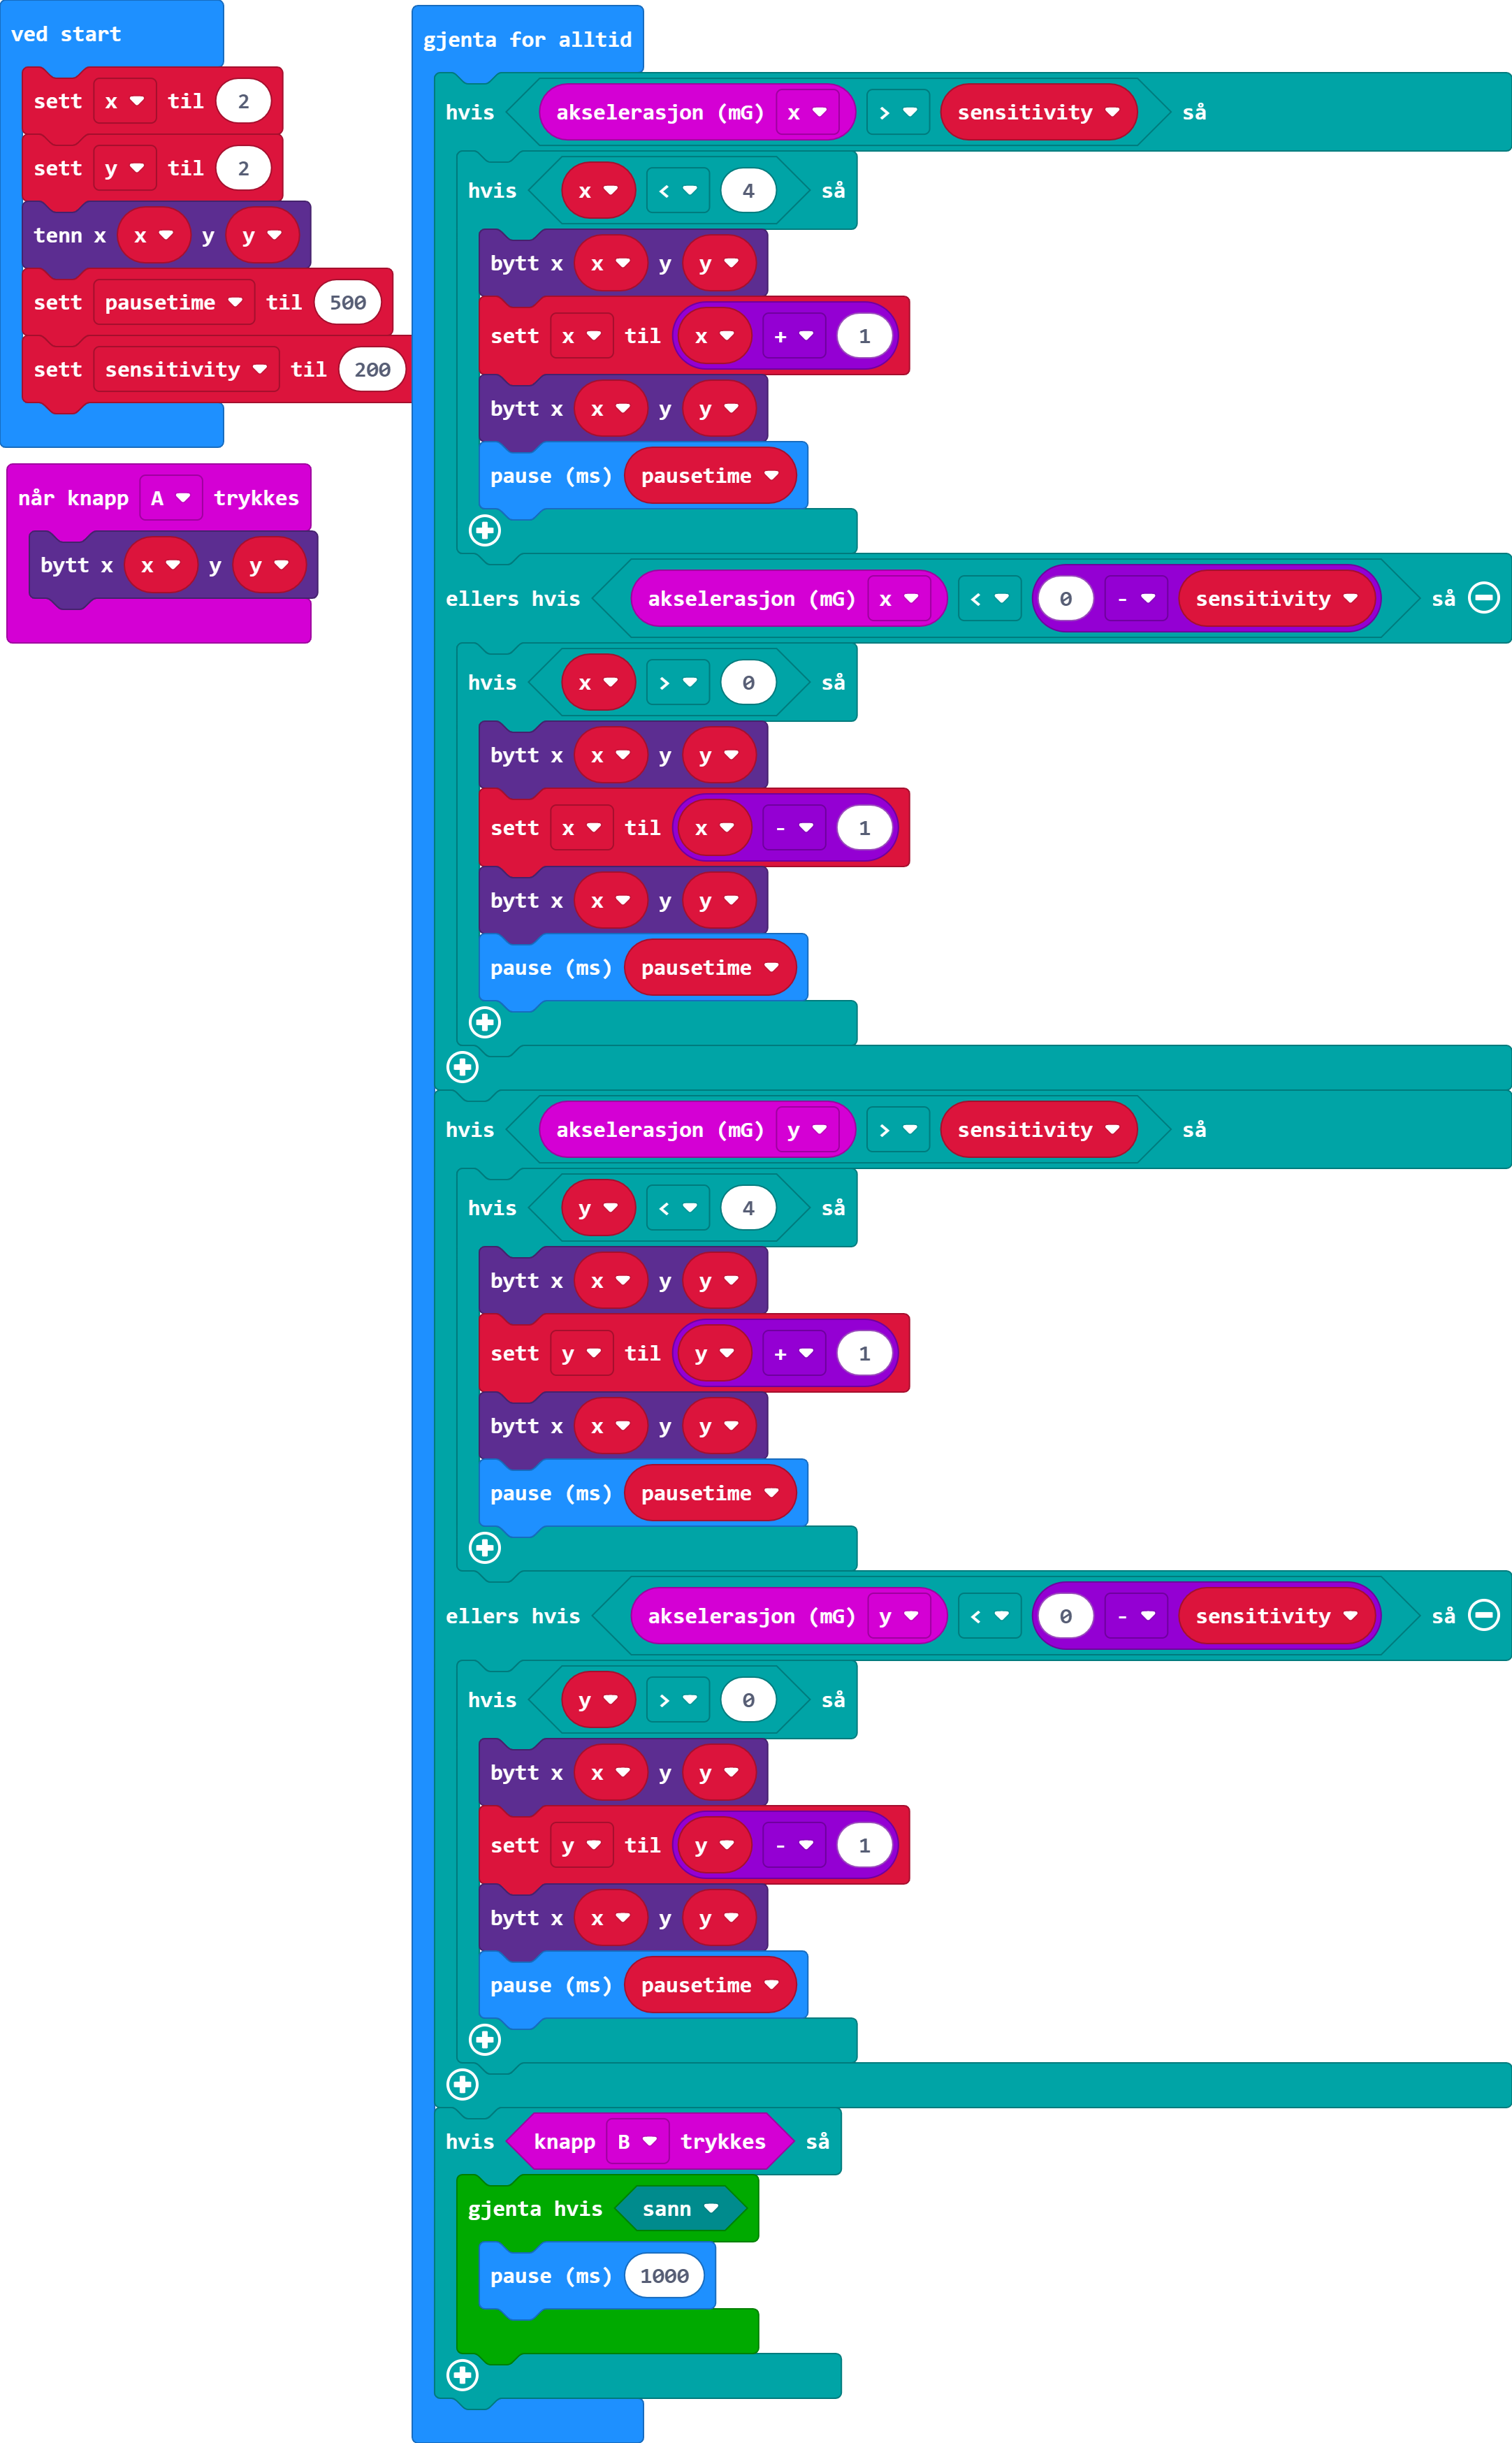 ved start
sett x til 2
sett y til 2
tenn x x y y
sett pausetime til 500
sett sensitivity til 200
når knapp A trykkes
bytt x x y y
gjenta for alltid
hvis akselerasjon (mG) x > sensitivity så
hvis x < 4 så
bytt x x y y
sett x til x + 1
bytt x x y y
pause (ms) pausetime
ellers hvis akselerasjon (mG) x < 0 - sensitivity så
hvis x > 0 så
bytt x x y y
sett x til x - 1
bytt x x y y
pause (ms) pausetime
hvis akselerasjon (mG) y > sensitivity så
hvis y < 4 så
bytt x x y y
sett y til y + 1
bytt x x y y
pause (ms) pausetime
ellers hvis akselerasjon (mG) y < 0 - sensitivity så
hvis y > 0 så
bytt x x y y
sett y til y - 1
bytt x x y y
pause (ms) pausetime
hvis knapp B trykkes så
gjenta hvis sann
pause (ms) 1000